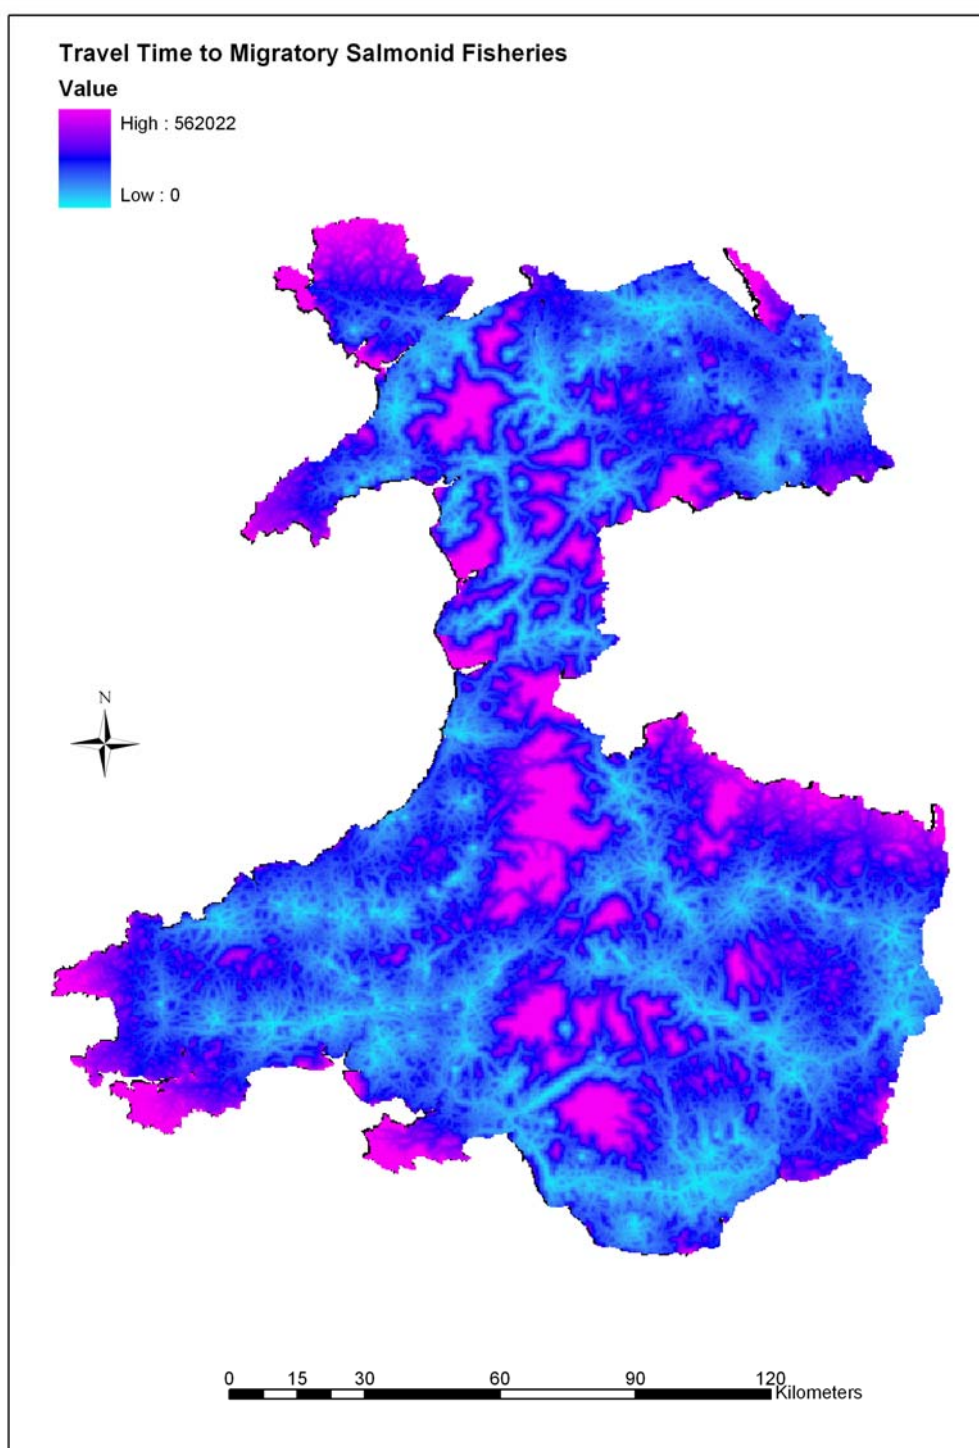 Travel Time to Migratory Salmonid Fisheries
Value
High : 562022
Low : 0
N
0 15 30 60 90 120
Kilometers